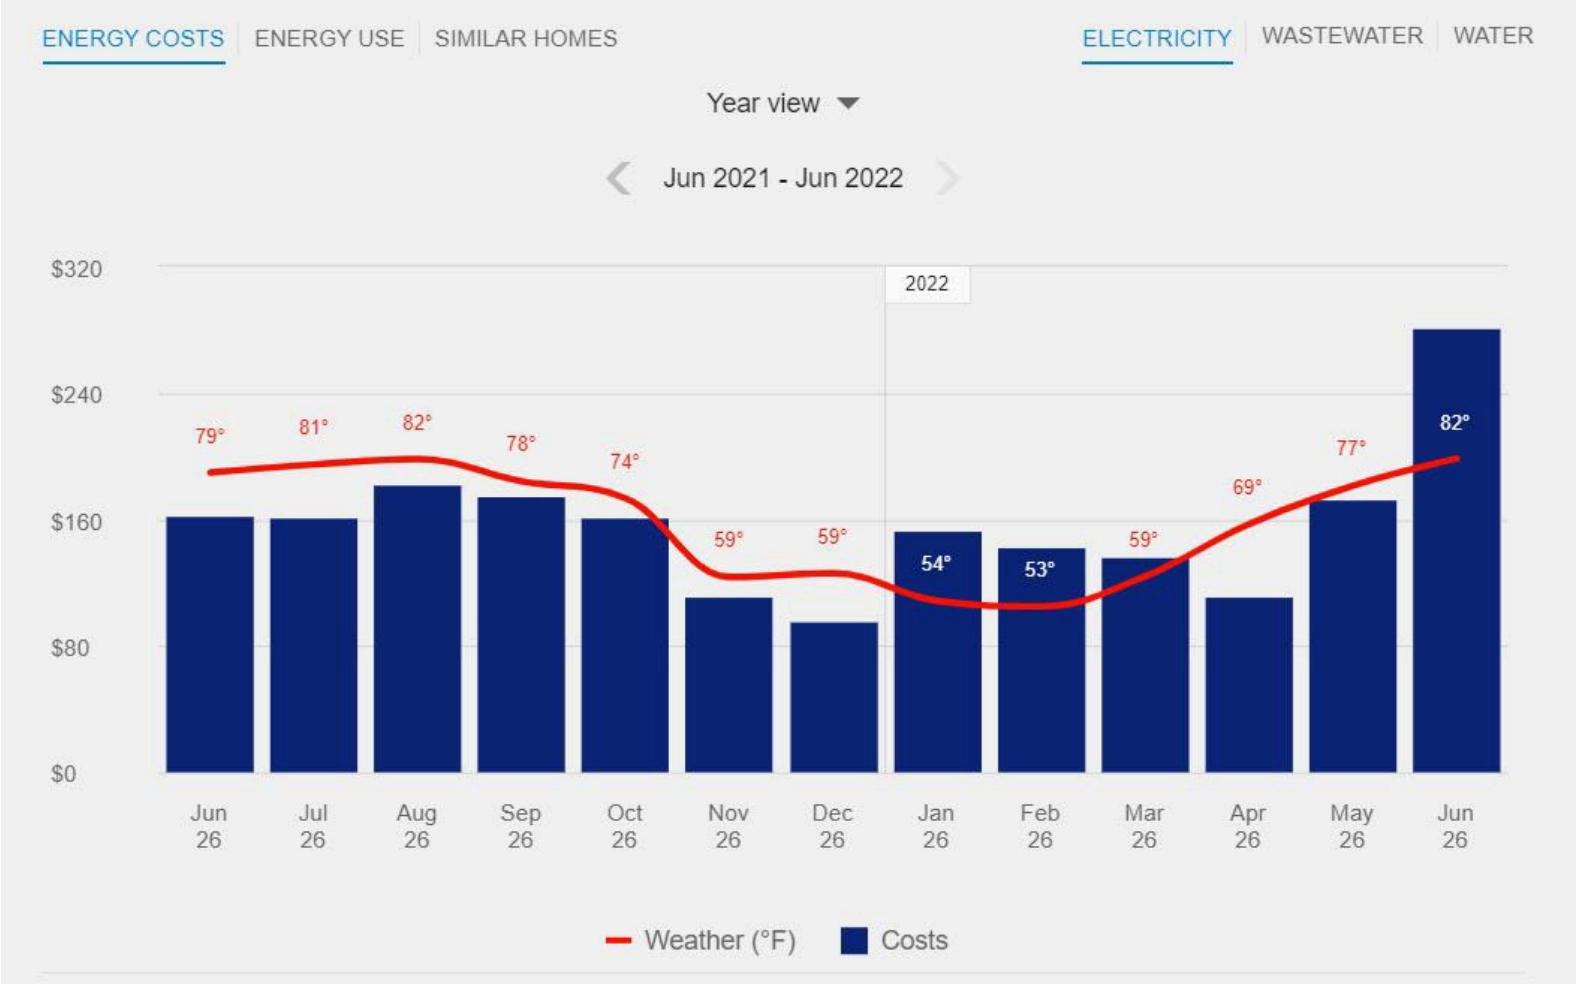 ENERGY COSTS ENERGY USE SIMILAR HOMES ELECTRICITY WASTEWATER WATER
Year view
Jun 2021 - Jun 2022
$320
2022
$240
$160
$80
$0
79° 81° 82° 78° 74° 59° 59° 54° 53° 59° 69° 77° 82°
Jun Jul Aug Sep Oct Nov Dec Jan Feb Mar Apr May Jun
26 26 26 26 26 26 26 26 26 26 26 26 26
Weather (°F) Costs